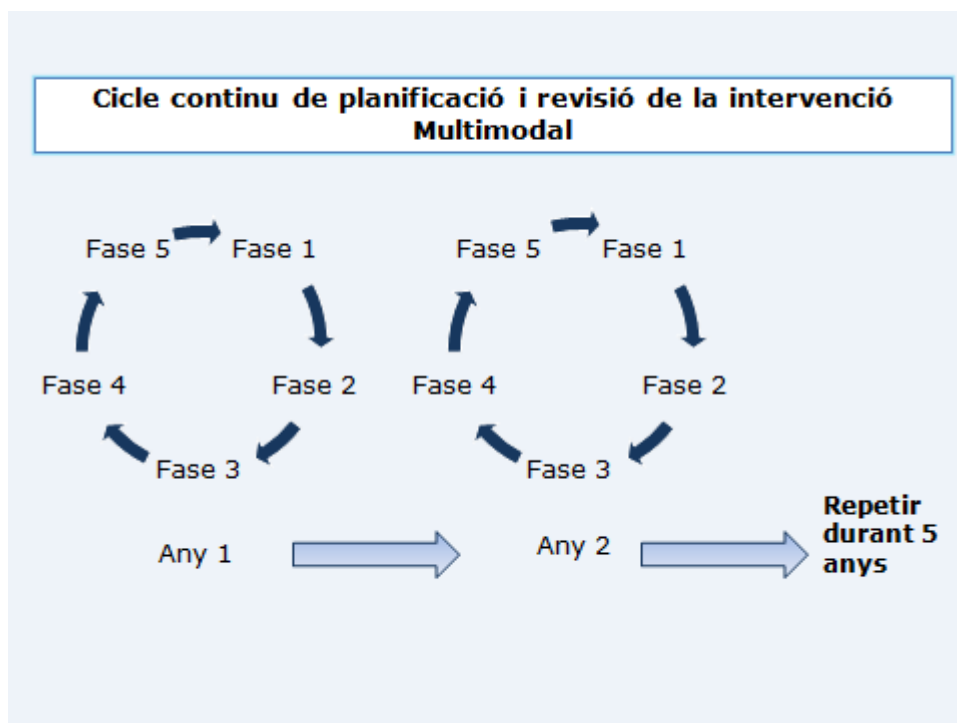 Cicle continu de planificació i revisió de la intervenció
Multimodal
Fase 5
Fase 1
Fase 4
Fase 2
Fase 3
Fase 5
Fase 1
Fase 4
Fase 2
Fase 3
Any 1
Any 2
Repetir
durant 5
anys